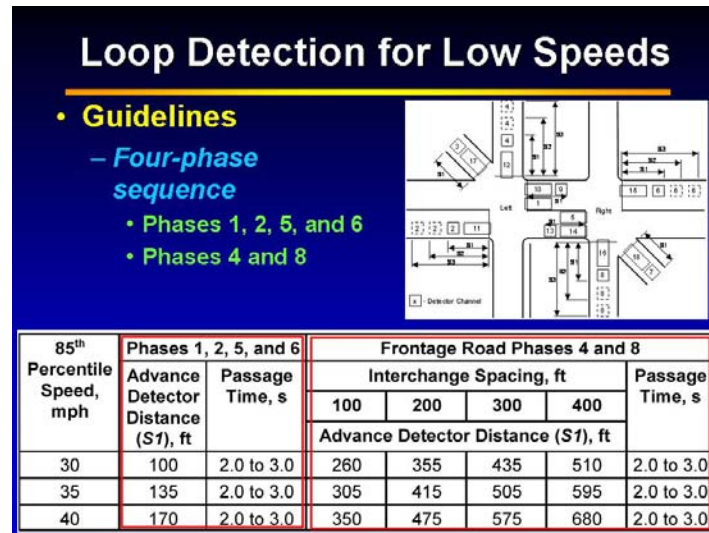 Loop Detection for Low Speeds
• Guidelines
– Four-phase
sequence
• Phases 1, 2, 5, and 6
• Phases 4 and 8
Left
Right
x - Detector Channel
85th Percentile Speed, mph
Phases 1, 2, 5, and 6
Frontage Road Phases 4 and 8
Advance Detector Distance (S1), ft
Passage Time, s
Interchange Spacing, ft
Passage Time, s
100 200 300 400
Advance Detector Distance (S1), ft
30 100 2.0 to 3.0 260 355 435 510 2.0 to 3.0
35 135 2.0 to 3.0 305 415 505 595 2.0 to 3.0
40 170 2.0 to 3.0 350 475 575 680 2.0 to 3.0